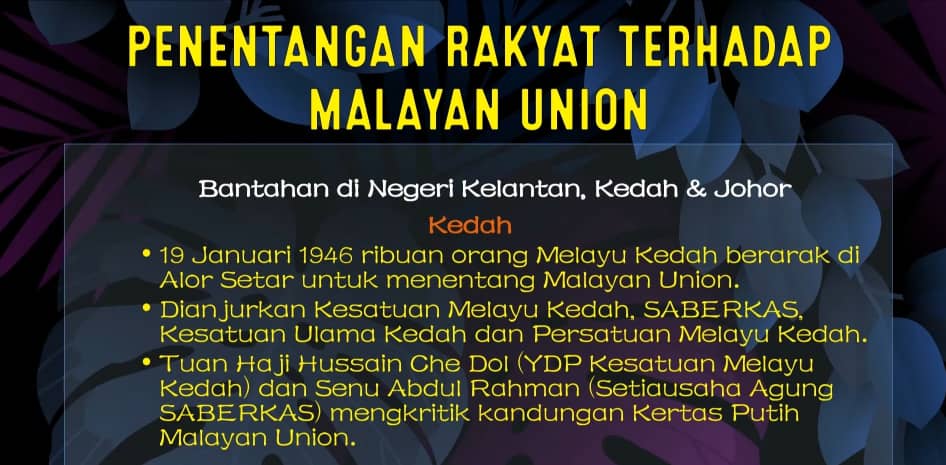 PENENTANGAN RAKYAT TERHADAP
MALAYAN UNION
Bantahan di Negeri Kelantan, Kedah & Johor
Kedah
• 19 Januari 1946 ribuan orang Melayu Kedah berarak di
Alor Setar untuk menentang Malayan Union.
• Dianjurkan Kesatuan Melayu Kedah, SABERKAS,
Kesatuan Ulama Kedah dan Persatuan Melayu Kedah.
• Tuan Haji Hussain Che Dol (YDP Kesatuan Melayu
Kedah) dan Senu Abdul Rahman (Setiausaha Agung
SABERKAS) mengkritik kandungan Kertas Putih
Malayan Union.